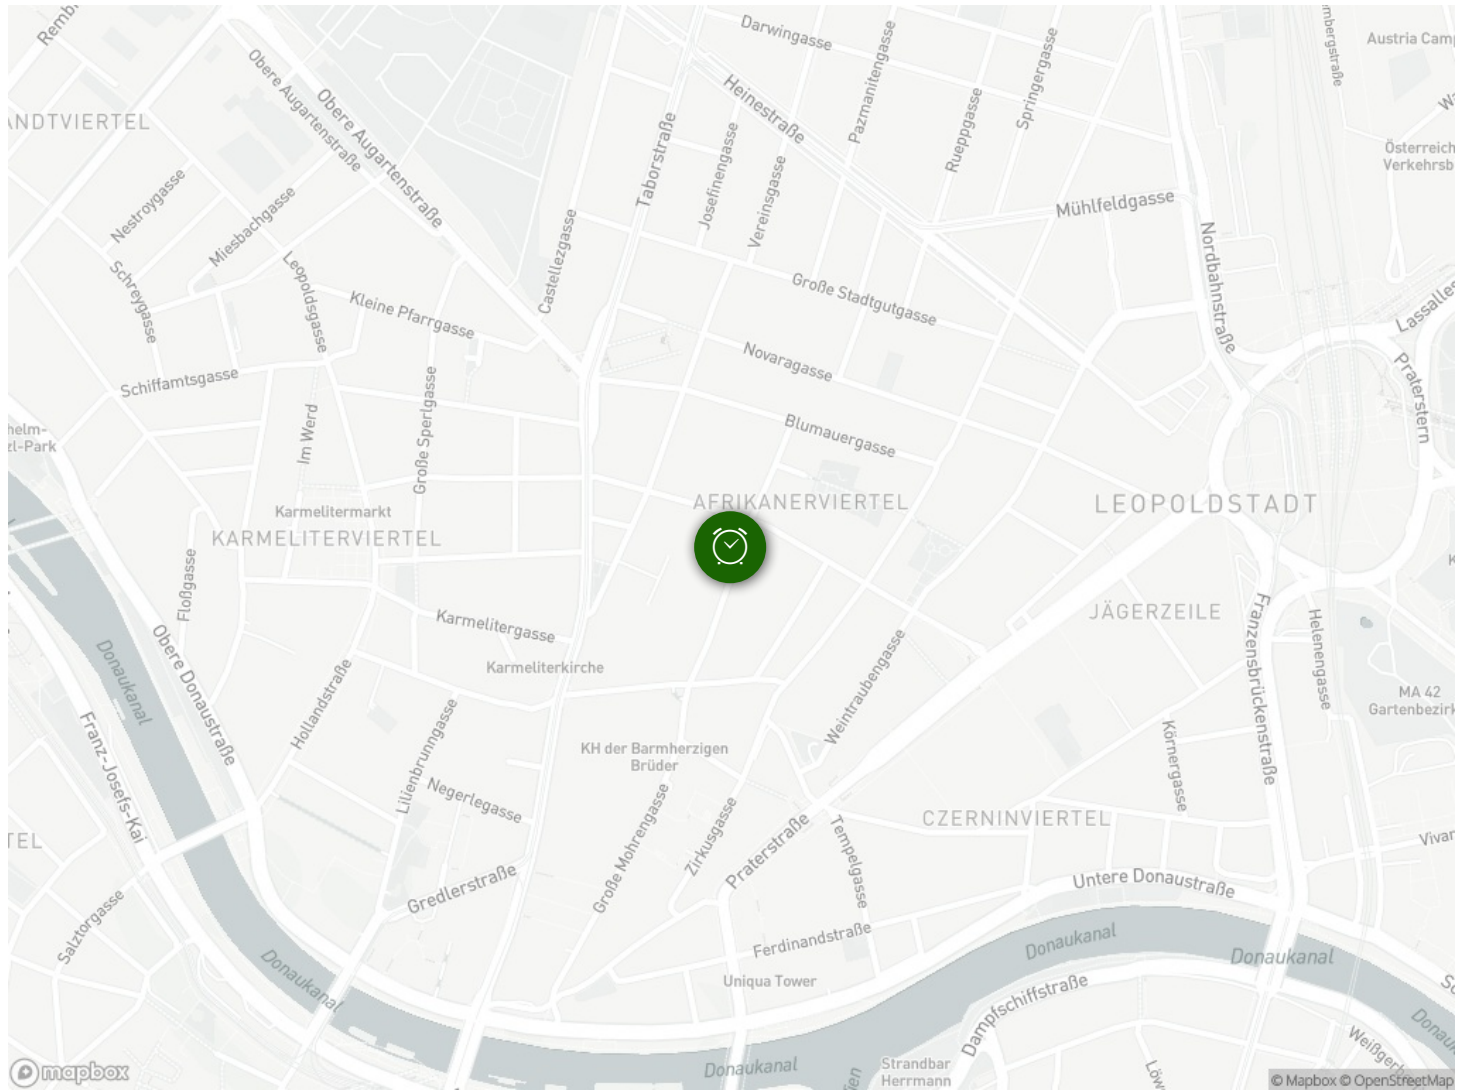 Darwingasse
Austria Camp
Heinestraße
Pazmanitengasse
Springergasse
Rueppgasse
Obere Augartenstraße
Obere Augartenstraße
Taborstraße
Josefinengasse
Vereinsgasse
Österreich
Verkehrsb
Mühlfeldgasse
Nestroygasse
Miesbachgasse
Nordbahnstraße
Castellezgasse
Leopoldsgasse
Schreygasse
Kleine Pfarrgasse
Große Stadtgutgasse
Novaragasse
Praterstern
Schiffamtsgasse
Große Sperlgasse
Im Werd
Blumauergasse
AFRIKANERVIERTEL
LEOPOLDSTADT
Karmelitermarkt
KARMELITERVIERTEL
Floßgasse
JÄGERZEILE
Karmelitergasse
Karmeliterkirche
Obere Donaustraße
Donaukanal
Hollandstraße
Weintraubengasse
Franzensbrückenstraße
Helenengasse
MA 42
Gartenbezirk
Franz-Josefs-Kai
Lilienbrunngasse
KH der Barmherzigen
Brüder
Körnergasse
Negerlegasse
Große Mohrengasse
Zirkusgasse
Praterstraße
Tempelgasse
CZERNINVIERTEL
Gredlerstraße
Untere Donaustraße
Salztorgasse
Ferdinandstraße
Donaukanal
Donaukanal
Donaukanal
Uniqua Tower
Dampfschiffstraße
Donaukanal
Strandbar
Herrmann
mapbox
© Mapbox © OpenStreetMap